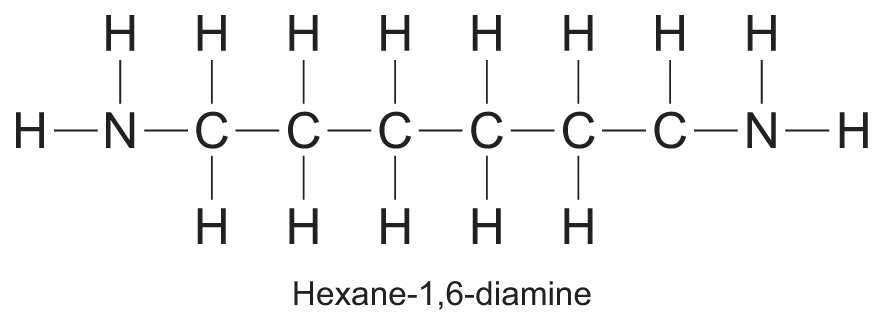 H H H H H H H H
H N C C C C C C N H
H H H H H
Hexane-1,6-diamine